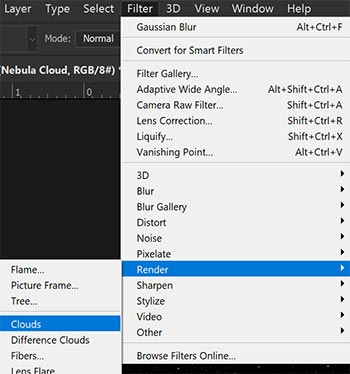 Layer Type Select Filter 3D View Window
Mode: Normal
(Nebula Cloud, RGB/8#)
1 0
Gaussian Blur Alt+Ctrl+F
Convert for Smart Filters
Filter Gallery...
Adaptive Wide Angle... Alt+Shift+Ctrl+A
Camera Raw Filter... Shift+Ctrl+A
Lens Correction... Shift+Ctrl+R
Liquify... Shift+Ctrl+X
Vanishing Point... Alt+Ctrl+V
3D
Blur
Blur Gallery
Distort
Noise
Pixelate
Render
Sharpen
Stylize
Video
Other
Browse Filters Online...
Flame...
Picture Frame...
Tree...
Clouds
Difference Clouds
Fibers...
Lens Flare...